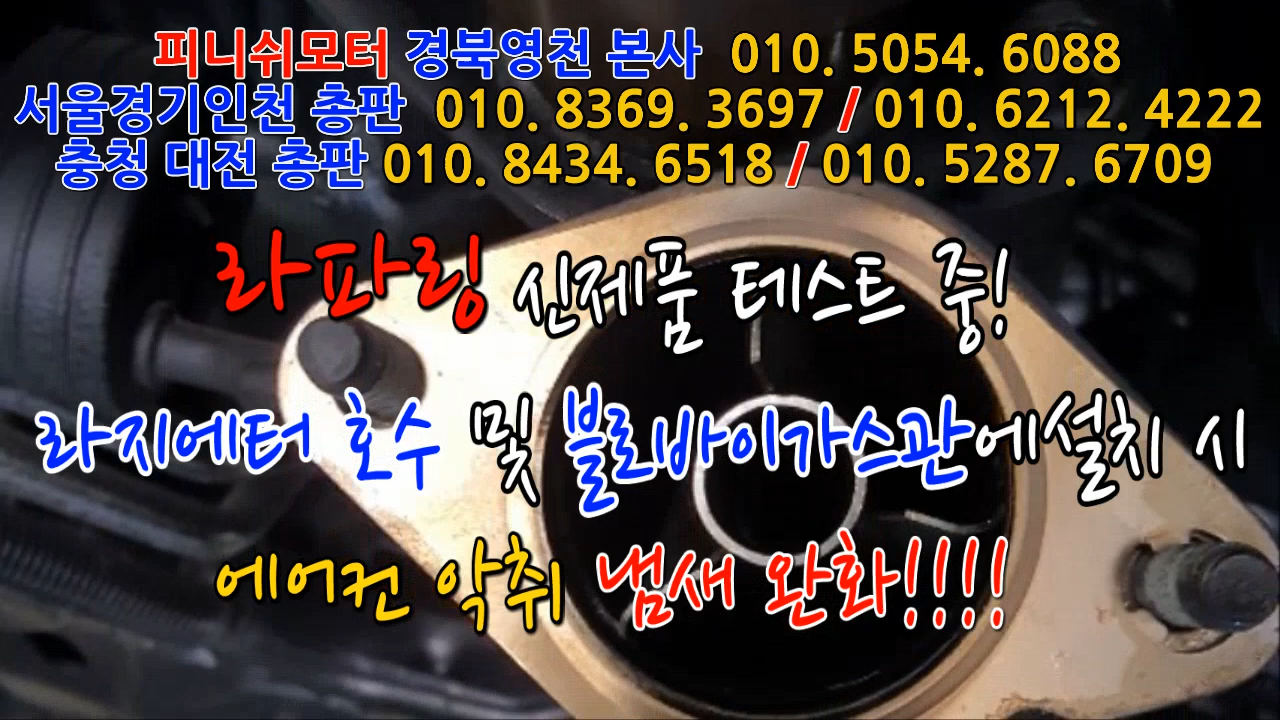 피니쉬모터 경북영천 본사 010. 5054. 6088
서울경기인천 총판 010. 8369. 3697 / 010. 6212. 4222
충청 대전 총판 010. 8434. 6518 / 010. 5287. 6709
라파링 신제품 테스트 중!
라지에터 호수 및 블로바이가스관에설치 시
에어컨 악취 냄새 완화!!!!